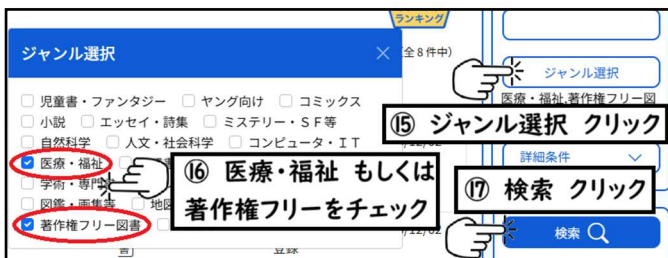 ランキング
ジャンル選択
全8件中)
児童書・ファンタジー ヤング向け コミックス
小説 エッセイ・詩集 ミステリー・SF等
自然科学 人文・社会科学 コンピュータ・IT
医療・福祉
学術・専門
図鑑・画集等 地図
著作権フリー図書
登録
/12/02
ジャンル選択
医療・福祉,著作権フリー図
⑮ ジャンル選択 クリック
詳細条件
⑯ 医療・福祉 もしくは
著作権フリーをチェック
⑰ 検索 クリック
検索